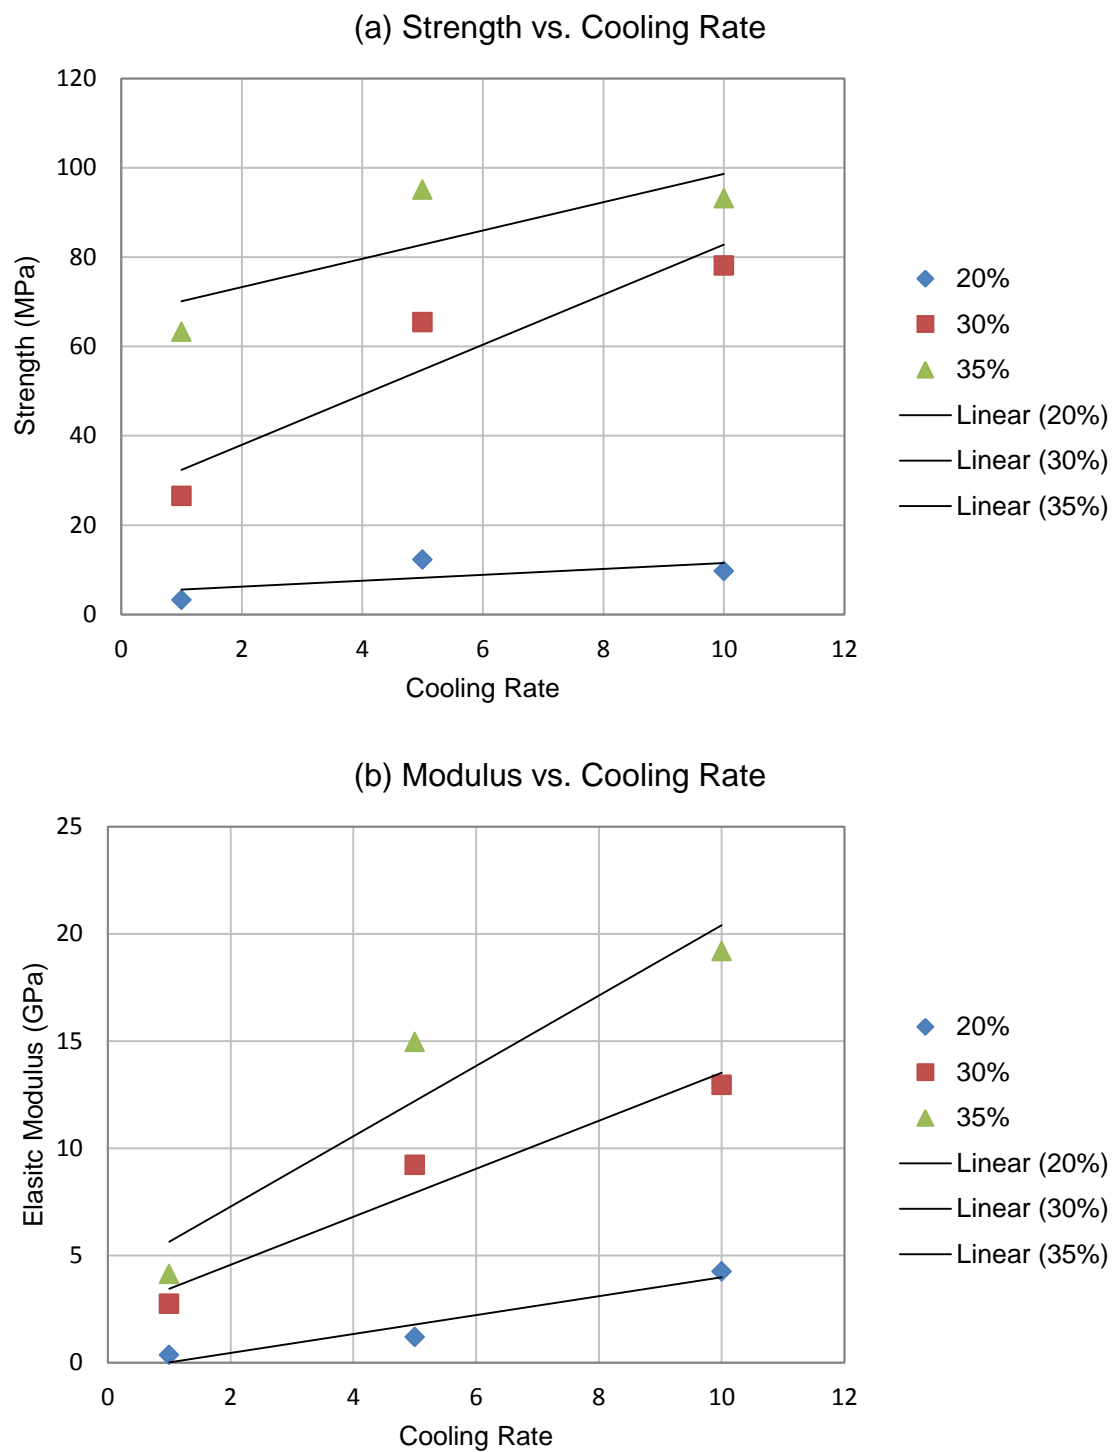 (a) Strength vs. Cooling Rate
120
100
80
60
40
20
0
Strength (MPa)
0 2 4 6 8 10 12
Cooling Rate
20%
30%
35%
Linear (20%)
Linear (30%)
Linear (35%)
(b) Modulus vs. Cooling Rate
25
20
15
10
5
0
Elasitc Modulus (GPa)
0 2 4 6 8 10 12
Cooling Rate
20%
30%
35%
Linear (20%)
Linear (30%)
Linear (35%)